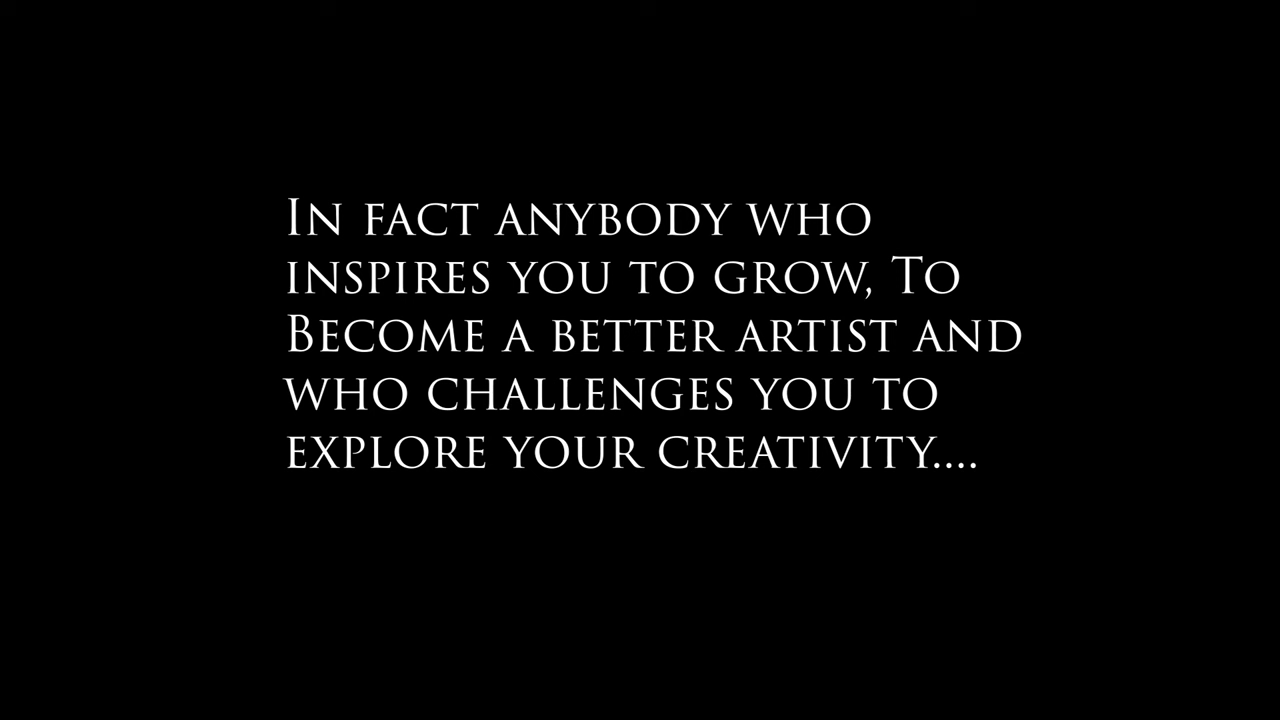 In fact anybody who
inspires you to grow, To
Become a better artist and
who challenges you to
explore your creativity....